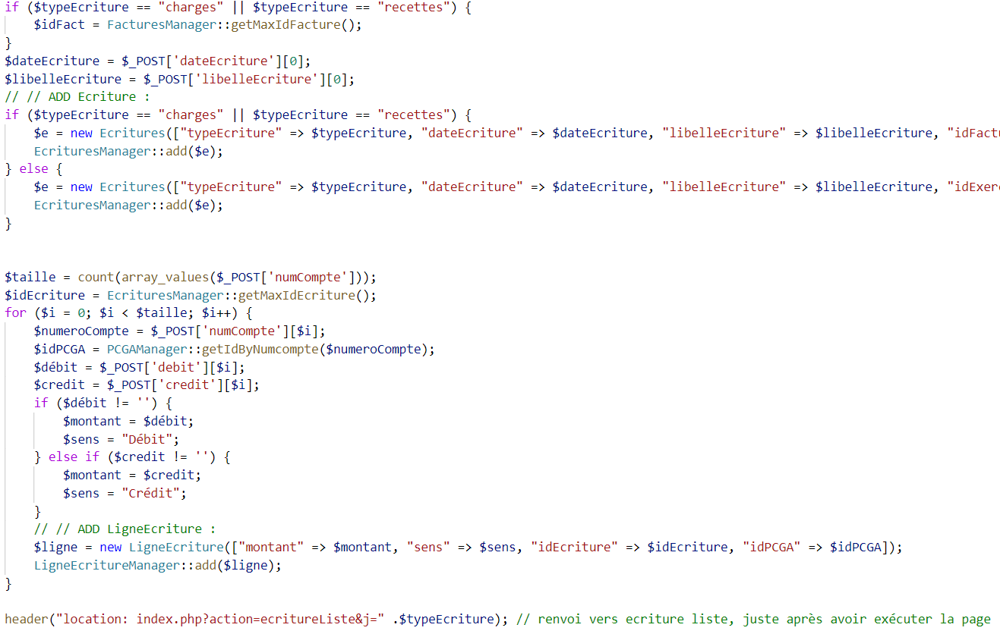 if ($typeEcriture == "charges" || $typeEcriture == "recettes") {
    $idFact = FacturesManager::getMaxIdFacture();
}
$dateEcriture = $_POST['dateEcriture'][0];
$libelleEcriture = $_POST['libelleEcriture'][0];
// // ADD Ecriture :
if ($typeEcriture == "charges" || $typeEcriture == "recettes") {
    $e = new Ecritures(["typeEcriture" => $typeEcriture, "dateEcriture" => $dateEcriture, "libelleEcriture" => $libelleEcriture, "idFactu
    EcrituresManager::add($e);
} else {
    $e = new Ecritures(["typeEcriture" => $typeEcriture, "dateEcriture" => $dateEcriture, "libelleEcriture" => $libelleEcriture, "idExer
    EcrituresManager::add($e);
}
$taille = count(array_values($_POST['numCompte']));
$idEcriture = EcrituresManager::getMaxIdEcriture();
for ($i = 0; $i < $taille; $i++) {
    $numeroCompte = $_POST['numCompte'][$i];
    $idPCGA = PCGAManager::getIdByNumcompte($numeroCompte);
    $débit = $_POST['debit'][$i];
    $credit = $_POST['credit'][$i];
    if ($débit != '') {
        $montant = $débit;
        $sens = "Débit";
    } else if ($credit != '') {
        $montant = $credit;
        $sens = "Crédit";
    }
    // // ADD LigneEcriture :
    $ligne = new LigneEcriture(["montant" => $montant, "sens" => $sens, "idEcriture" => $idEcriture, "idPCGA" => $idPCGA]);
    LigneEcritureManager::add($ligne);
}
header("location: index.php?action=ecritureListe&j=" .$typeEcriture); // renvoi vers ecriture liste, juste après avoir exécuter la page